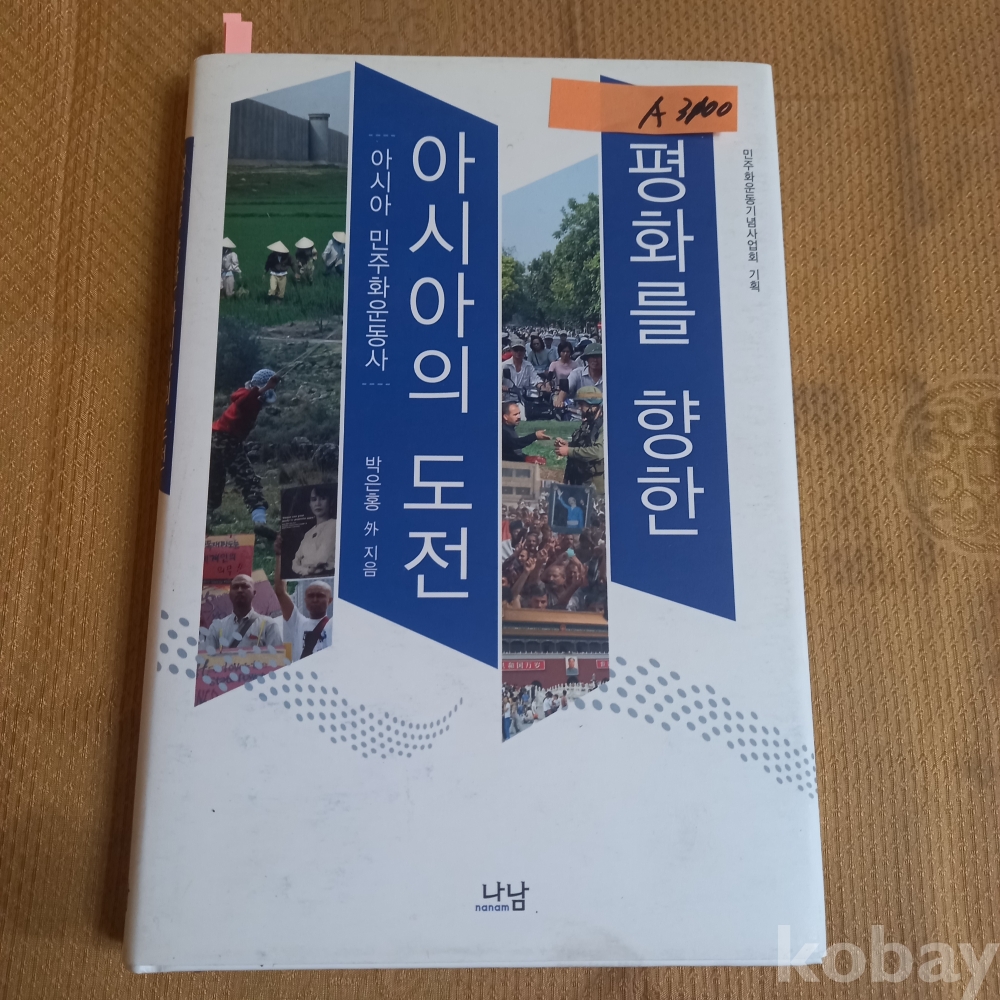 A 3000
민주화운동기념사업회 기획
평화를 향한
아시아의 도전
아시아 민주화운동사
박은홍 외 지음
나남
nanam
kobay